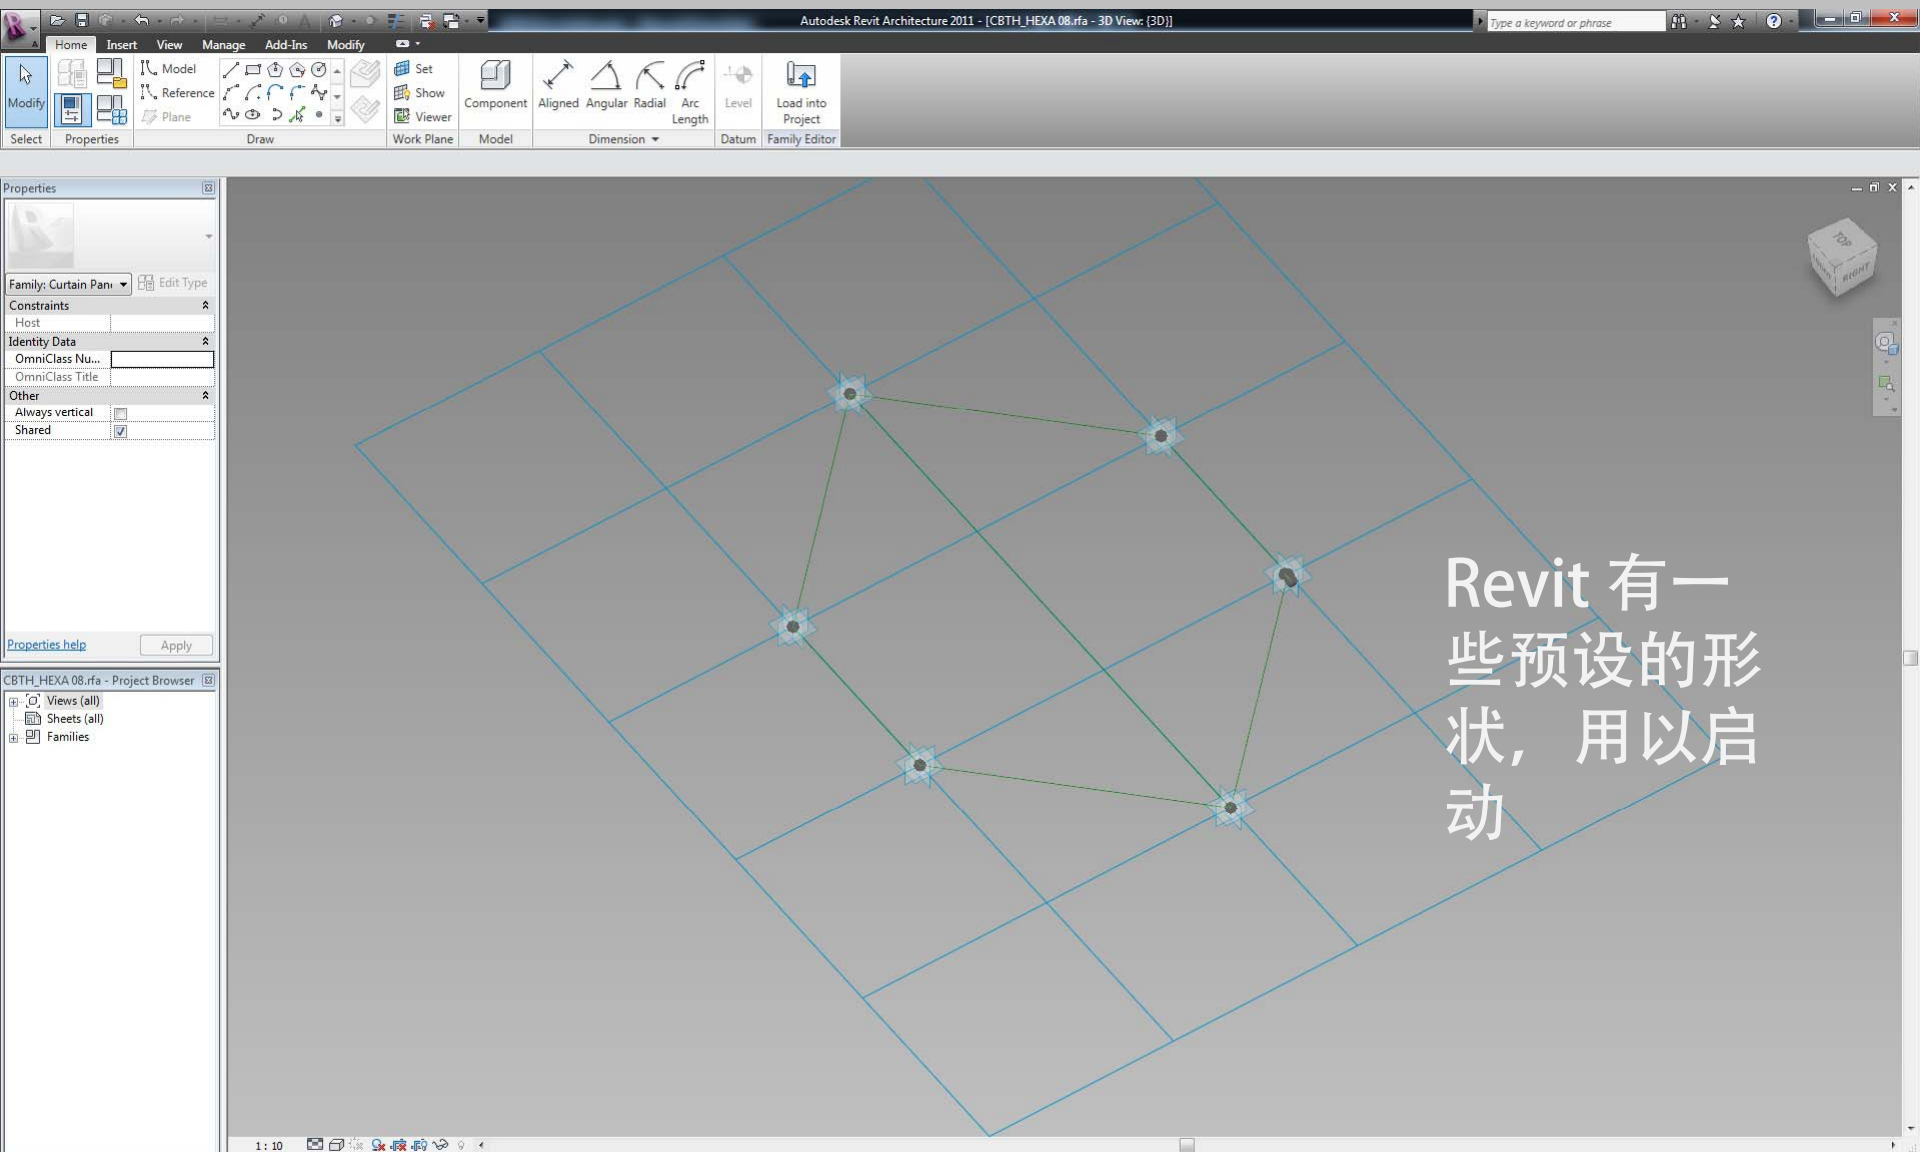 Autodesk Revit Architecture 2011 - [CBTH_HEXA 08.rfa - 3D View: {3D}]
Type a keyword or phrase
Home Insert View Manage Add-Ins Modify
Modify
Model
Reference
Plane
Set
Show
Viewer
Component
Aligned Angular Radial Arc Length
Level
Load into Project
Select Properties Draw Work Plane Model Dimension Datum Family Editor
Properties
Family: Curtain Pan
Edit Type
Constraints
Host
Identity Data
OmniClass Nu...
OmniClass Title
Other
Always vertical
Shared
Properties help
Apply
CBTH_HEXA 08.rfa - Project Browser
Views (all)
Sheets (all)
Families
TOP
RIGHT
Revit 有一
些预设的形
状，用以启
动
1 : 10